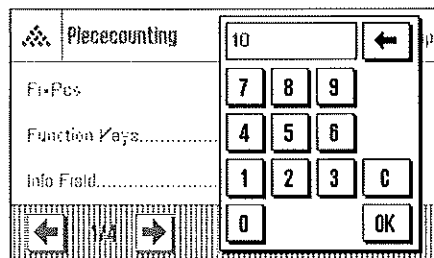 Piececounting
10
FixPcs
7 8 9
Function Keys..............
4 5 6
Info Field......................
1 2 3 C
1/4
0 OK